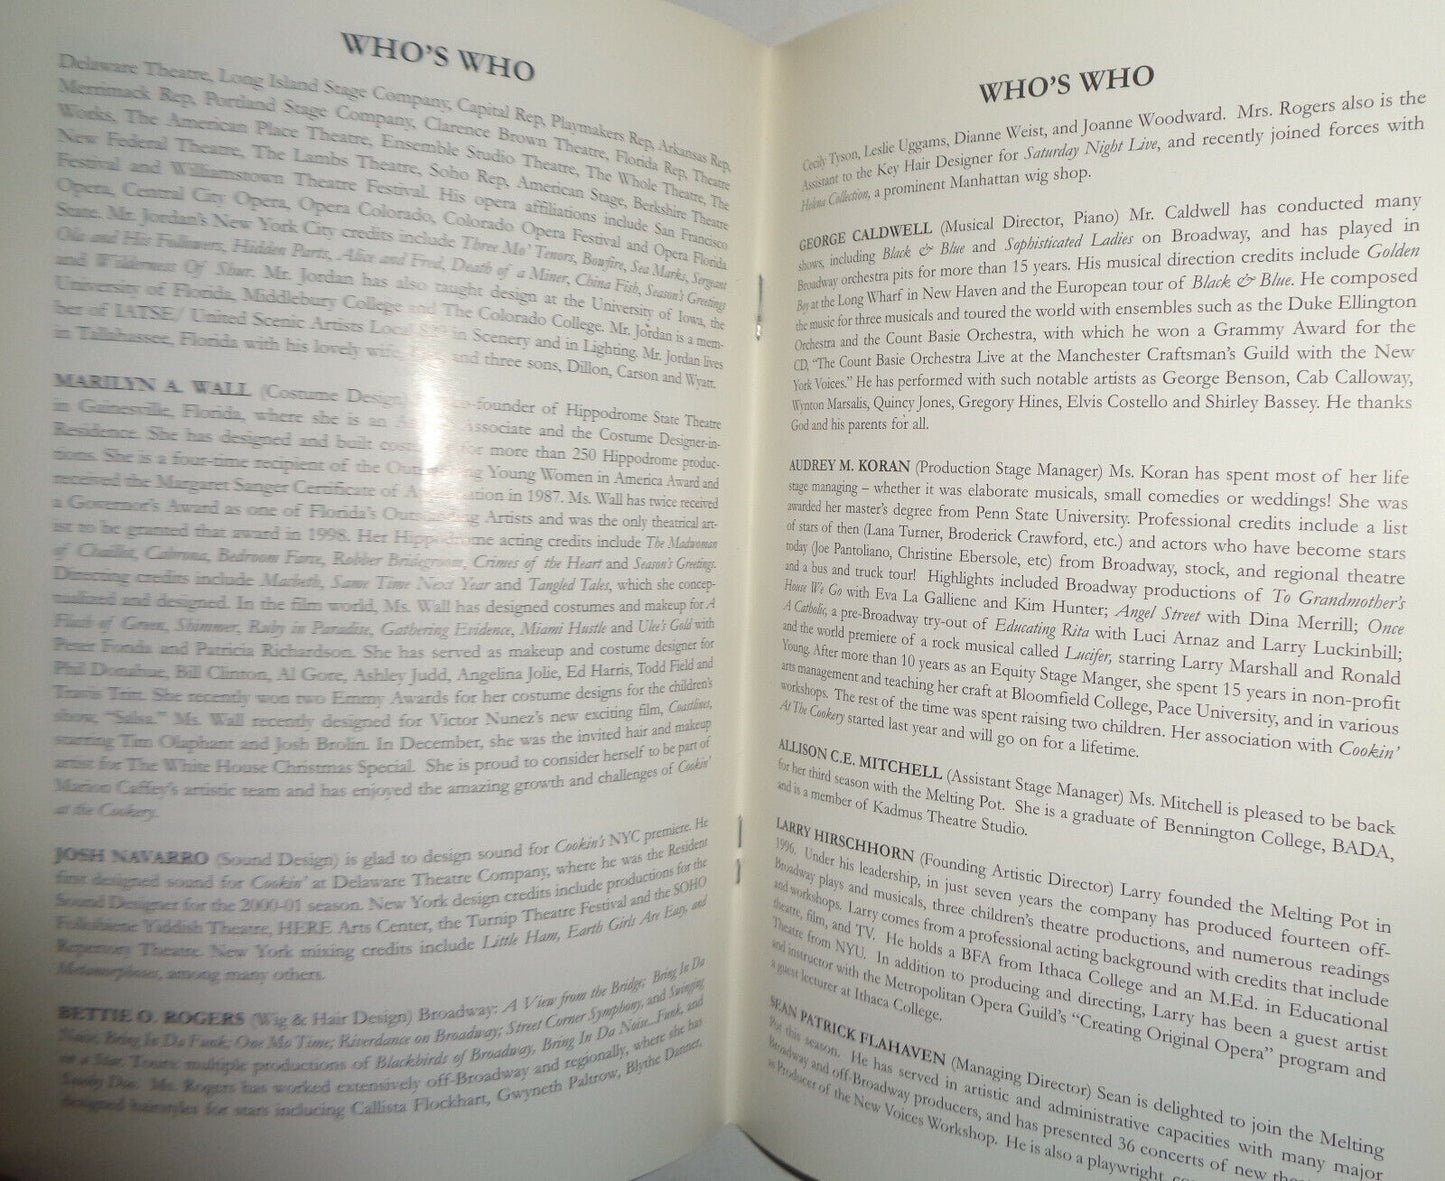 WHO'S WHO
Delaware Theatre, Long Island Stage Company, Capital Rep, Playmakers Rep, Arkansas Rep,
Merrimack Rep, Portland Stage Company, Clarence Brown Theatre, Florida Rep, Theatre
Works, The American Place Theatre, Ensemble Studio Theatre, The Whole Theatre, The
New Federal Theatre, The Lambs Theatre, Soho Rep, American Stage, Berkshire Theatre
Festival and Williamstown Theatre Festival. His opera affiliations include San Francisco
Opera, Central City Opera, Opera Colorado, Colorado Opera Festival and Opera Florida
State. Mr. Jordan's New York City credits include Three Mo' Tenors, Bowfire, Sea Marks, Sergeant
Ola and His Followers, Hidden Parts, Alice and Fred, Death of a Miner, China Fish, Season's Greetings
and Wilderness Of Shur. Mr. Jordan has also taught design at the University of Iowa, the
University of Florida, Middlebury College and The Colorado College. Mr. Jordan is a mem-
ber of IATSE/ United Scenic Artists Local 829 in Scenery and in Lighting. Mr. Jordan lives
in Tallahassee, Florida with his lovely wife, and three sons, Dillon, Carson and Wyatt.
MARILYN A. WALL (Costume Design) co-founder of Hippodrome State Theatre
in Gainesville, Florida, where she is an Associate and the Costume Designer-in-
Residence. She has designed and built costumes for more than 250 Hippodrome produc-
tions. She is a four-time recipient of the Outstanding Young Women in America Award and
received the Margaret Sanger Certificate of Appreciation in 1987. Ms. Wall has twice received
a Governor's Award as one of Florida's Outstanding Artists and was the only theatrical art-
ist to be granted that award in 1998. Her Hippodrome acting credits include The Madwoman
of Chaillot, Cabrona, Bedroom Farce, Robber Bridegroom, Crimes of the Heart and Season's Greetings.
Directing credits include Macbeth, Same Time Next Year and Tangled Tales, which she concep-
tualized and designed. In the film world, Ms. Wall has designed costumes and makeup for A
Flash of Green, Shimmer, Ruby in Paradise, Gathering Evidence, Miami Hustle and Ulee's Gold with
Peter Fonda and Patricia Richardson. She has served as makeup and costume designer for
Phil Donahue, Bill Clinton, Al Gore, Ashley Judd, Angelina Jolie, Ed Harris, Todd Field and
Travis Tritt. She recently won two Emmy Awards for her costume designs for the children's
show, "Salsa." Ms. Wall recently designed for Victor Nunez's new exciting film, Coastlines,
starring Tim Olaphant and Josh Brolin. In December, she was the invited hair and makeup
artist for The White House Christmas Special. She is proud to consider herself to be part of
Marion Caffey's artistic team and has enjoyed the amazing growth and challenges of Cookin'
at the Cookery.
JOSH NAVARRO (Sound Design) is glad to design sound for Cookin's NYC premiere. He
first designed sound for Cookin' at Delaware Theatre Company, where he was the Resident
Sound Designer for the 2000-01 season. New York design credits include productions for the
Folksbiene Yiddish Theatre, HERE Arts Center, the Turnip Theatre Festival and the SOHO
Repertory Theatre. New York mixing credits include Little Ham, Earth Girls Are Easy, and
Metamorphoses, among many others.
BETTIE O. ROGERS (Wig & Hair Design) Broadway: A View from the Bridge; Bring In Da
Noise, Bring In Da Funk; One Mo Time; Riverdance on Broadway; Street Corner Symphony, and Swinging
on a Star. Tours: multiple productions of Blackbirds of Broadway, Bring In Da Noise...Funk, and
Scooby Doo. Ms. Rogers has worked extensively off-Broadway and regionally, where she has
designed hairstyles for stars including Callista Flockhart, Gwyneth Paltrow, Blythe Danner,
WHO'S WHO
Cecily Tyson, Leslie Uggams, Dianne Weist, and Joanne Woodward. Mrs. Rogers also is the
Assistant to the Key Hair Designer for Saturday Night Live, and recently joined forces with
Helena Collection, a prominent Manhattan wig shop.
GEORGE CALDWELL (Musical Director, Piano) Mr. Caldwell has conducted many
shows, including Black & Blue and Sophisticated Ladies on Broadway, and has played in
Broadway orchestra pits for more than 15 years. His musical direction credits include Golden
Boy at the Long Wharf in New Haven and the European tour of Black & Blue. He composed
the music for three musicals and toured the world with ensembles such as the Duke Ellington
Orchestra and the Count Basie Orchestra, with which he won a Grammy Award for the
CD, "The Count Basie Orchestra Live at the Manchester Craftsman's Guild with the New
York Voices." He has performed with such notable artists as George Benson, Cab Calloway,
Wynton Marsalis, Quincy Jones, Gregory Hines, Elvis Costello and Shirley Bassey. He thanks
God and his parents for all.
AUDREY M. KORAN (Production Stage Manager) Ms. Koran has spent most of her life
stage managing – whether it was elaborate musicals, small comedies or weddings! She was
awarded her master's degree from Penn State University. Professional credits include a list
of stars of then (Lana Turner, Broderick Crawford, etc.) and actors who have become stars
today (Joe Pantoliano, Christine Ebersole, etc) from Broadway, stock, and regional theatre
and a bus and truck tour! Highlights included Broadway productions of To Grandmother's
House We Go with Eva La Galliene and Kim Hunter; Angel Street with Dina Merrill; Once
A Catholic, a pre-Broadway try-out of Educating Rita with Luci Arnaz and Larry Luckinbill;
and the world premiere of a rock musical called Lucifer, starring Larry Marshall and Ronald
Young. After more than 10 years as an Equity Stage Manger, she spent 15 years in non-profit
arts management and teaching her craft at Bloomfield College, Pace University, and in various
workshops. The rest of the time was spent raising two children. Her association with Cookin'
At The Cookery started last year and will go on for a lifetime.
ALLISON C.E. MITCHELL (Assistant Stage Manager) Ms. Mitchell is pleased to be back
for her third season with the Melting Pot. She is a graduate of Bennington College, BADA,
and is a member of Kadmus Theatre Studio.
LARRY HIRSCHHORN (Founding Artistic Director) Larry founded the Melting Pot in
1996. Under his leadership, in just seven years the company has produced fourteen off-
Broadway plays and musicals, three children's theatre productions, and numerous readings
and workshops. Larry comes from a professional acting background with credits that include
theatre, film, and TV. He holds a BFA from Ithaca College and an M.Ed. in Educational
Theatre from NYU. In addition to producing and directing, Larry has been a guest artist
and instructor with the Metropolitan Opera Guild's "Creating Original Opera" program and
a guest lecturer at Ithaca College.
SEAN PATRICK FLAHAVEN (Managing Director) Sean is delighted to join the Melting
Pot this season. He has served in artistic and administrative capacities with many major
Broadway and off-Broadway producers, and has presented 36 concerts of new
as Producer of the New Voices Workshop. He is also a playwright,